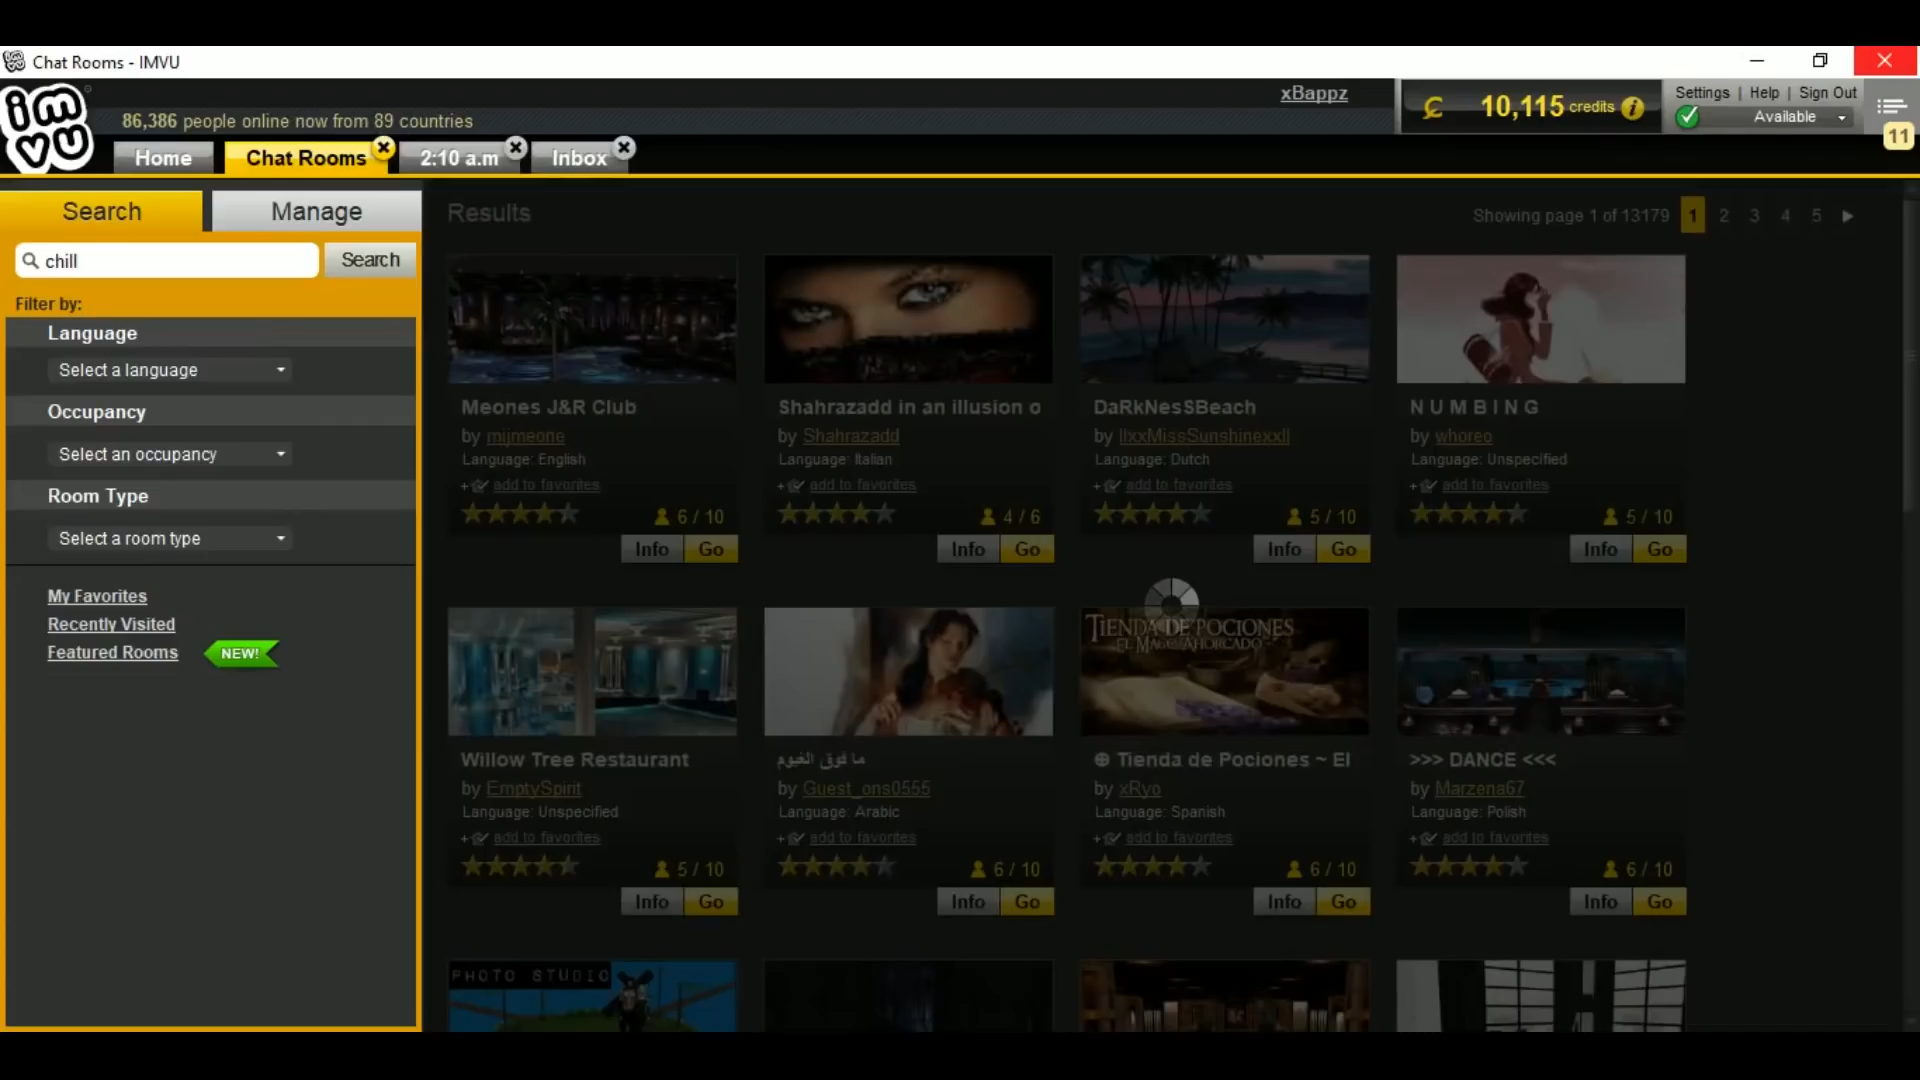 Chat Rooms - IMVU
imvu
86,386 people online now from 89 countries
xBappz
10,115 credits
Settings | Help | Sign Out
Available
11
Home
Chat Rooms
2:10 a.m
Inbox
Search
Manage
chill
Search
Filter by:
Language
Select a language
Occupancy
Select an occupancy
Room Type
Select a room type
My Favorites
Recently Visited
Featured Rooms
NEW!
Results
Showing page 1 of 13179
1 2 3 4 5
Meones J&R Club
by mijmeone
Language: English
+ add to favorites
6 / 10
Info Go
Shahrazadd in an illusion o
by Shahrazadd
Language: Italian
+ add to favorites
4 / 6
Info Go
DaRkNesSBeach
by llxxMissSunshinexxll
Language: Dutch
+ add to favorites
5 / 10
Info Go
N U M B I N G
by whoreo
Language: Unspecified
+ add to favorites
5 / 10
Info Go
Willow Tree Restaurant
by EmptySpirit
Language: Unspecified
+ add to favorites
5 / 10
Info Go
ما فوق الغيوم
by Guest_ons0555
Language: Arabic
+ add to favorites
6 / 10
Info Go
TIENDA DE POCIONES
EL MAGO AHORCADO
⊕ Tienda de Pociones ~ El
by xRyo
Language: Spanish
+ add to favorites
6 / 10
Info Go
>>> DANCE <<<
by Marzena67
Language: Polish
+ add to favorites
6 / 10
Info Go
PHOTO STUDIO